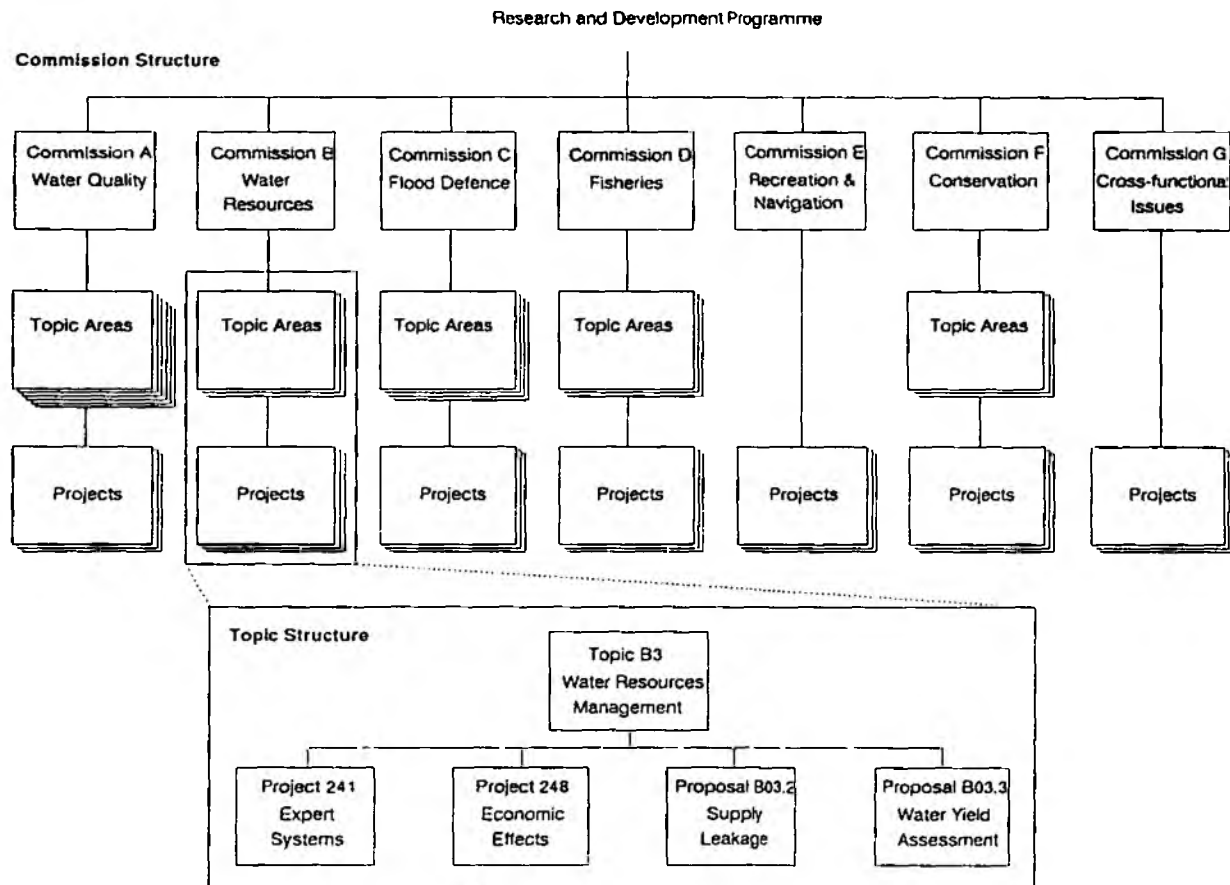 Research and Development Programme
Commission Structure
Commission A
Water Quality
Commission B
Water
Resources
Commission C
Flood Defence
Commission D
Fisheries
Commission E
Recreation &
Navigation
Commission F
Conservation
Commission G
Cross-functional
Issues
Topic Areas
Topic Areas
Topic Areas
Topic Areas
Topic Areas
Projects
Projects
Projects
Projects
Projects
Projects
Projects
Topic Structure
Topic B3
Water Resources
Management
Project 241
Expert
Systems
Project 248
Economic
Effects
Proposal B03.2
Supply
Leakage
Proposal B03.3
Water Yield
Assessment